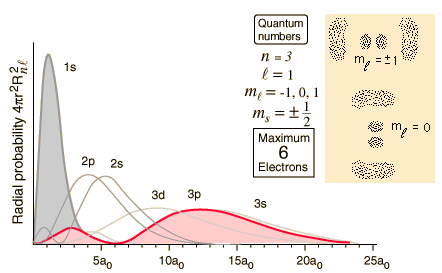 Quantum
numbers
n = 3
ℓ = 1
mℓ = -1, 0, 1
ms = ± 1/2
Maximum
6
Electrons
mℓ = ±1
mℓ = 0
Radial probability 4πr²R²nℓ
1s
2p
2s
3d
3p
3s
5a₀
10a₀
15a₀
20a₀
25a₀